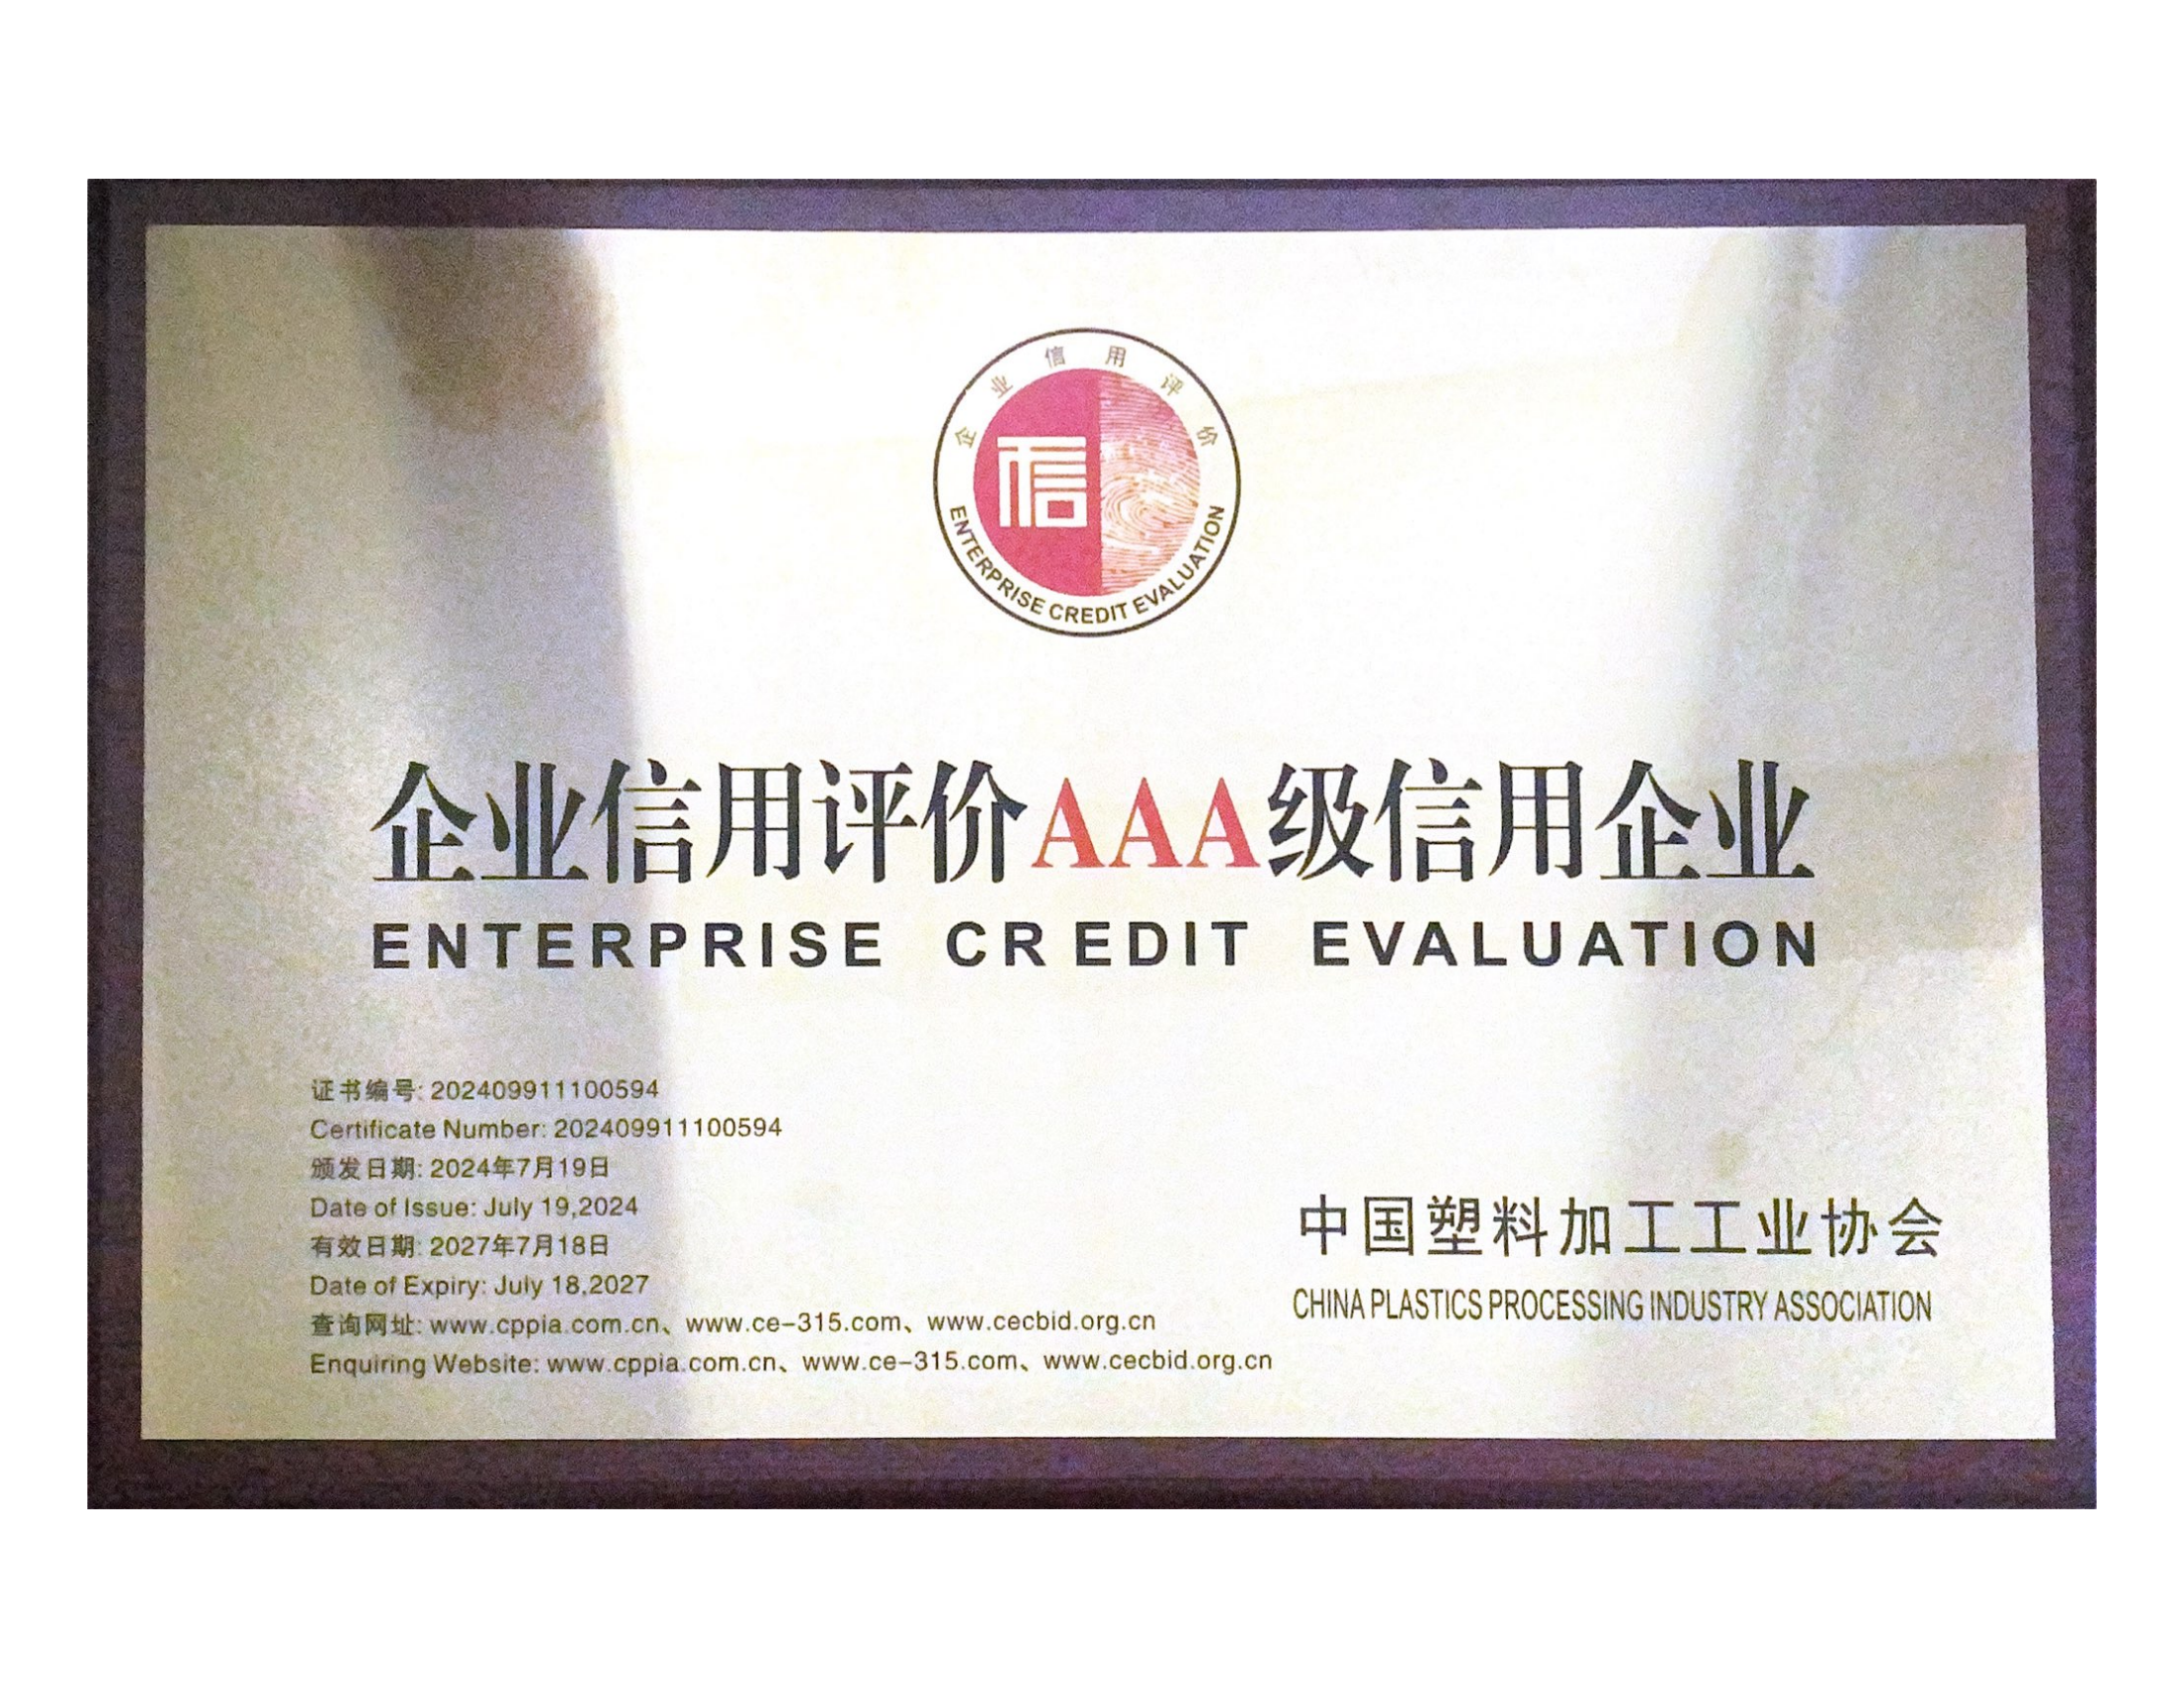 企业信用评价
信
ENTERPRISE CREDIT EVALUATION
企业信用评价AAA级信用企业
ENTERPRISE CREDIT EVALUATION
证书编号: 202409911100594
Certificate Number: 202409911100594
颁发日期: 2024年7月19日
Date of Issue: July 19,2024
有效日期: 2027年7月18日
Date of Expiry: July 18,2027
查询网址: www.cppia.com.cn、www.ce-315.com、www.cecbid.org.cn
Enquiring Website: www.cppia.com.cn、www.ce-315.com、www.cecbid.org.cn
中国塑料加工工业协会
CHINA PLASTICS PROCESSING INDUSTRY ASSOCIATION